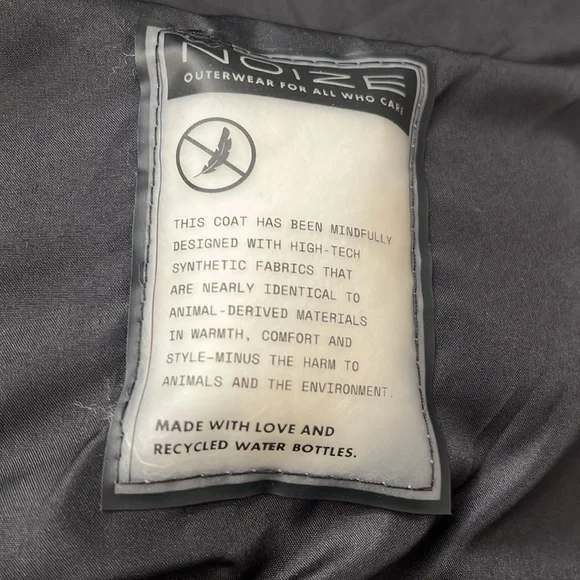 NOIZE
OUTERWEAR FOR ALL WHO CARE
THIS COAT HAS BEEN MINDFULLY
DESIGNED WITH HIGH-TECH
SYNTHETIC FABRICS THAT
ARE NEARLY IDENTICAL TO
ANIMAL-DERIVED MATERIALS
IN WARMTH, COMFORT AND
STYLE-MINUS THE HARM TO
ANIMALS AND THE ENVIRONMENT.
MADE WITH LOVE AND
RECYCLED WATER BOTTLES.